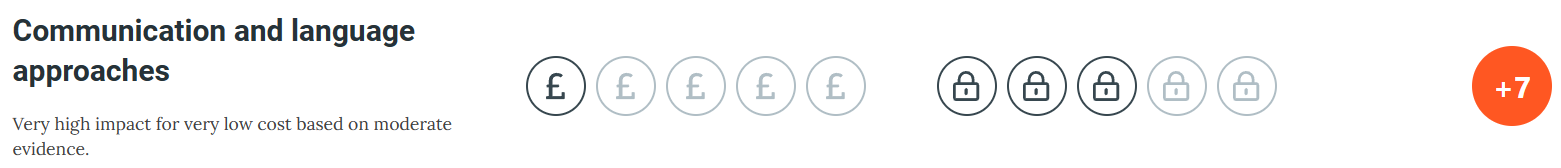 Communication and language
approaches
£ £ £ £ £
+7
Very high impact for very low cost based on moderate
evidence.